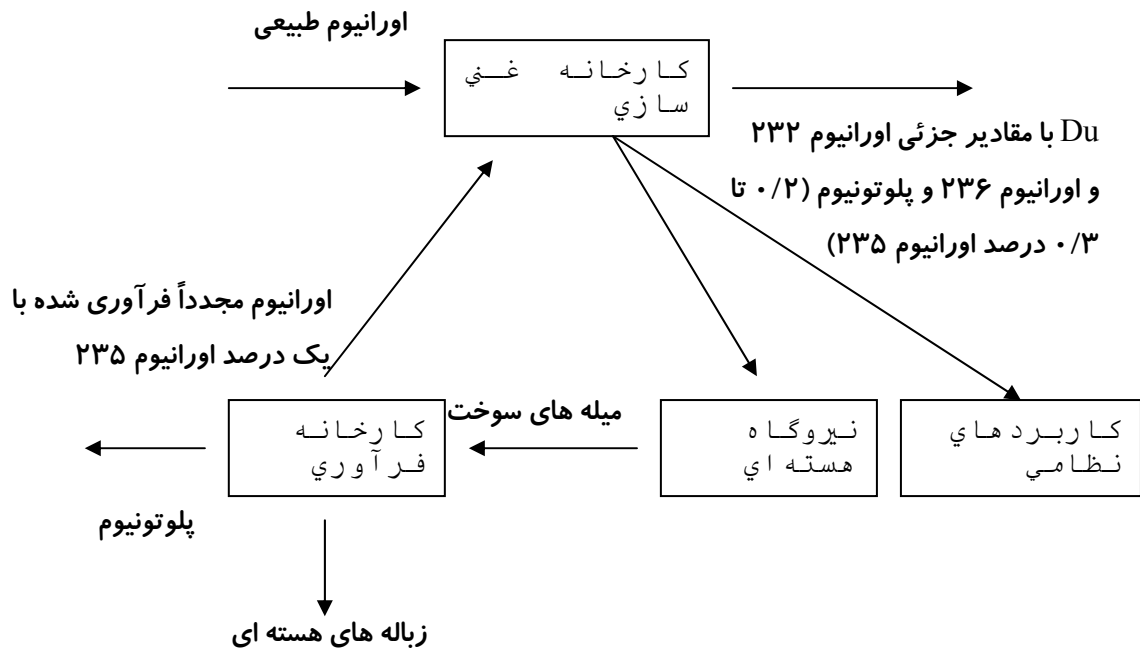 اورانیوم طبیعی
کارخانه غني
سازي
Du با مقادیر جزئی اورانیوم ۲۳۲
و اورانیوم ۲۳۶ و پلوتونیوم (۰/۲ تا
۰/۳ درصد اورانیوم ۲۳۵)
اورانیوم مجدداً فرآوری شده با
یک درصد اورانیوم ۲۳۵
میله های سوخت
کاربردهاي
نظامي
نيروگاه
هسته اي
کارخانه
فرآوري
پلوتونیوم
زباله های هسته ای